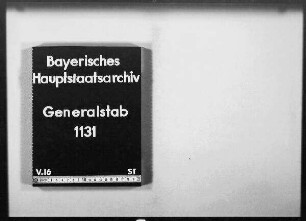 Bayerisches
Hauptstaatsarchiv
Generalstab
1131
V.16 St